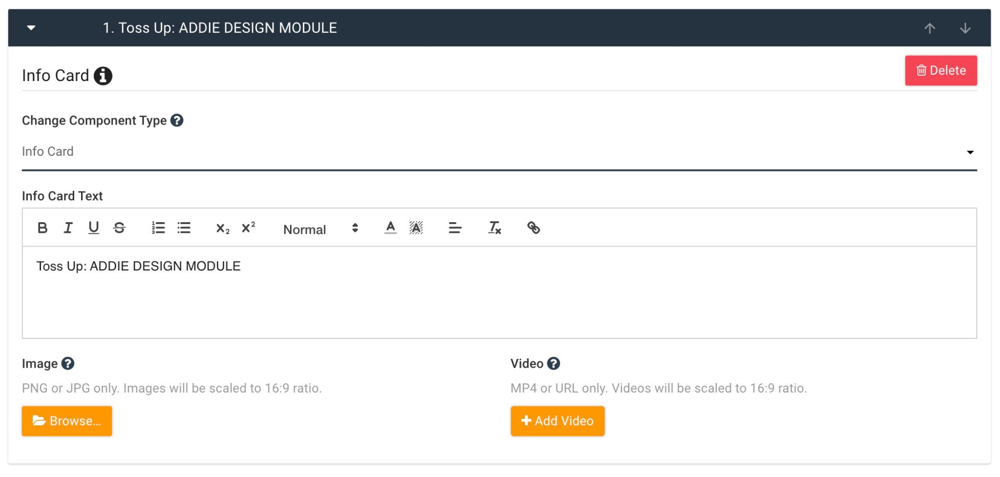 1. Toss Up: ADDIE DESIGN MODULE
Info Card
Delete
Change Component Type
Info Card
Info Card Text
Normal
Toss Up: ADDIE DESIGN MODULE
Image
Video
PNG or JPG only. Images will be scaled to 16:9 ratio.
MP4 or URL only. Videos will be scaled to 16:9 ratio.
Browse...
Add Video